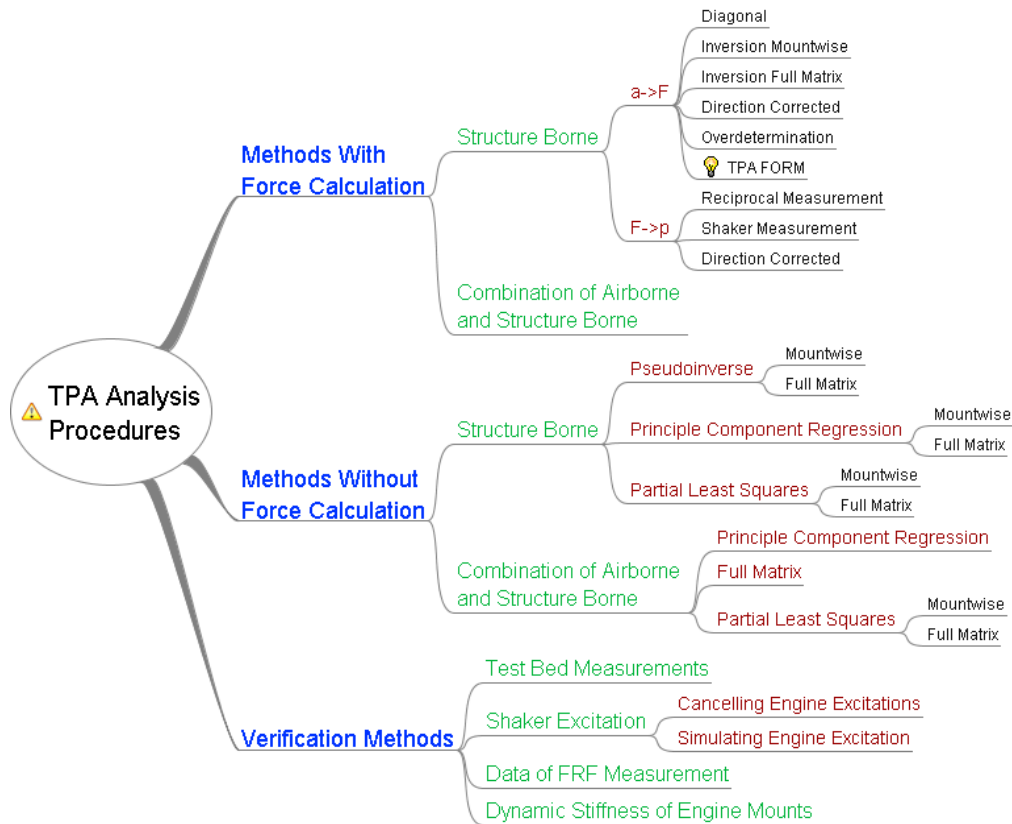 TPA Analysis
Procedures
Methods With
Force Calculation
Structure Borne
a->F
Diagonal
Inversion Mountwise
Inversion Full Matrix
Direction Corrected
Overdetermination
TPA FORM
F->p
Reciprocal Measurement
Shaker Measurement
Direction Corrected
Combination of Airborne
and Structure Borne
Methods Without
Force Calculation
Structure Borne
Pseudoinverse
Mountwise
Full Matrix
Principle Component Regression
Mountwise
Full Matrix
Partial Least Squares
Mountwise
Full Matrix
Combination of Airborne
and Structure Borne
Principle Component Regression
Full Matrix
Partial Least Squares
Mountwise
Full Matrix
Verification Methods
Test Bed Measurements
Shaker Excitation
Cancelling Engine Excitations
Simulating Engine Excitation
Data of FRF Measurement
Dynamic Stiffness of Engine Mounts